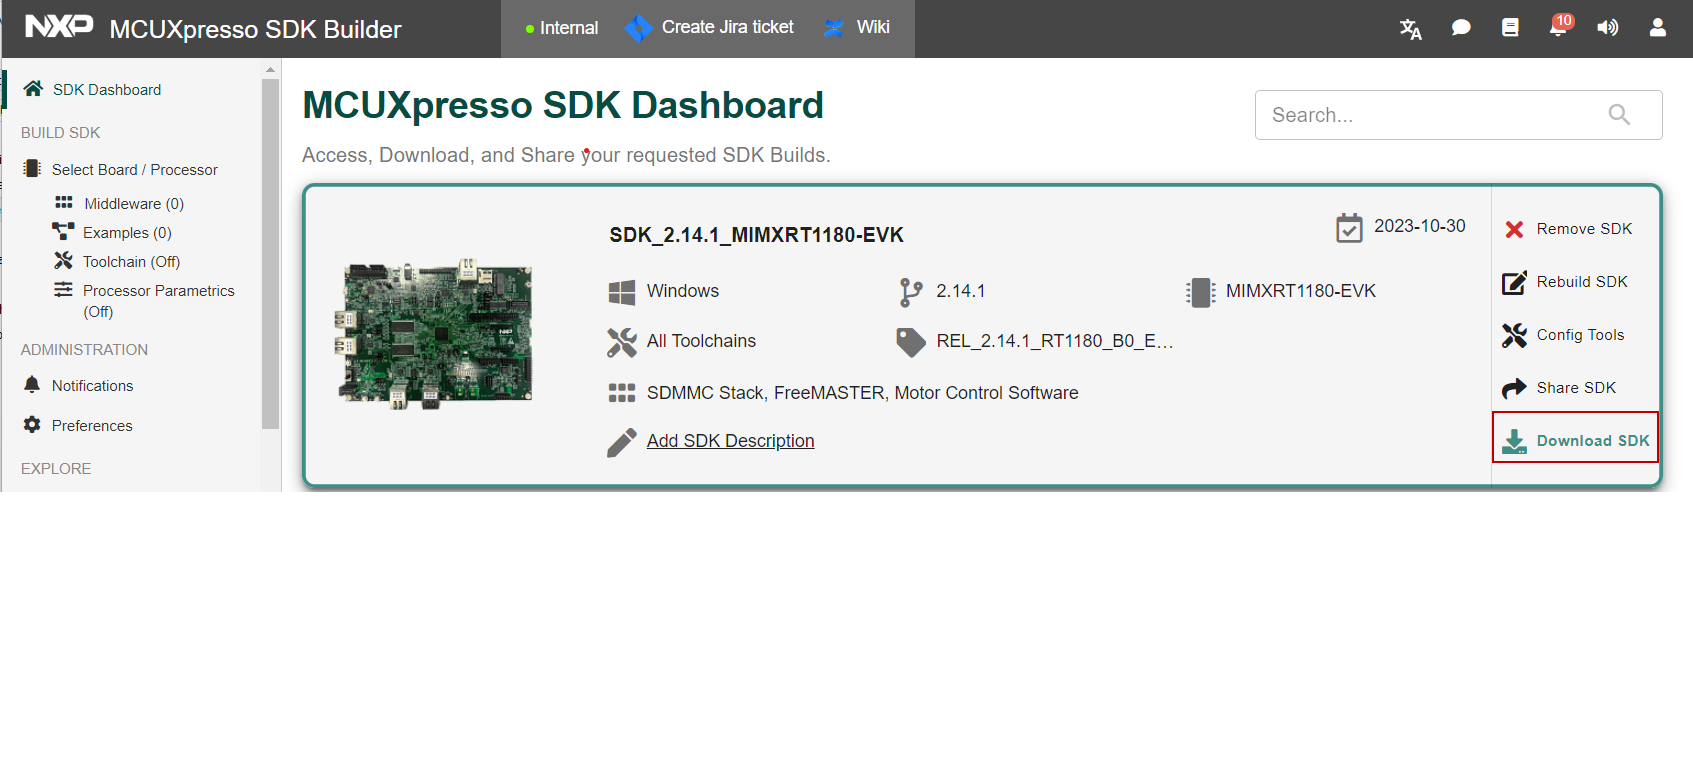 NXP MCUXpresso SDK Builder
Internal
Create Jira ticket
Wiki
10
SDK Dashboard
BUILD SDK
Select Board / Processor
Middleware (0)
Examples (0)
Toolchain (Off)
Processor Parametrics
(Off)
ADMINISTRATION
Notifications
Preferences
EXPLORE
MCUXpresso SDK Dashboard
Access, Download, and Share your requested SDK Builds.
Search...
SDK_2.14.1_MIMXRT1180-EVK
2023-10-30
Windows
2.14.1
MIMXRT1180-EVK
All Toolchains
REL_2.14.1_RT1180_B0_E...
SDMMC Stack, FreeMASTER, Motor Control Software
Add SDK Description
Remove SDK
Rebuild SDK
Config Tools
Share SDK
Download SDK